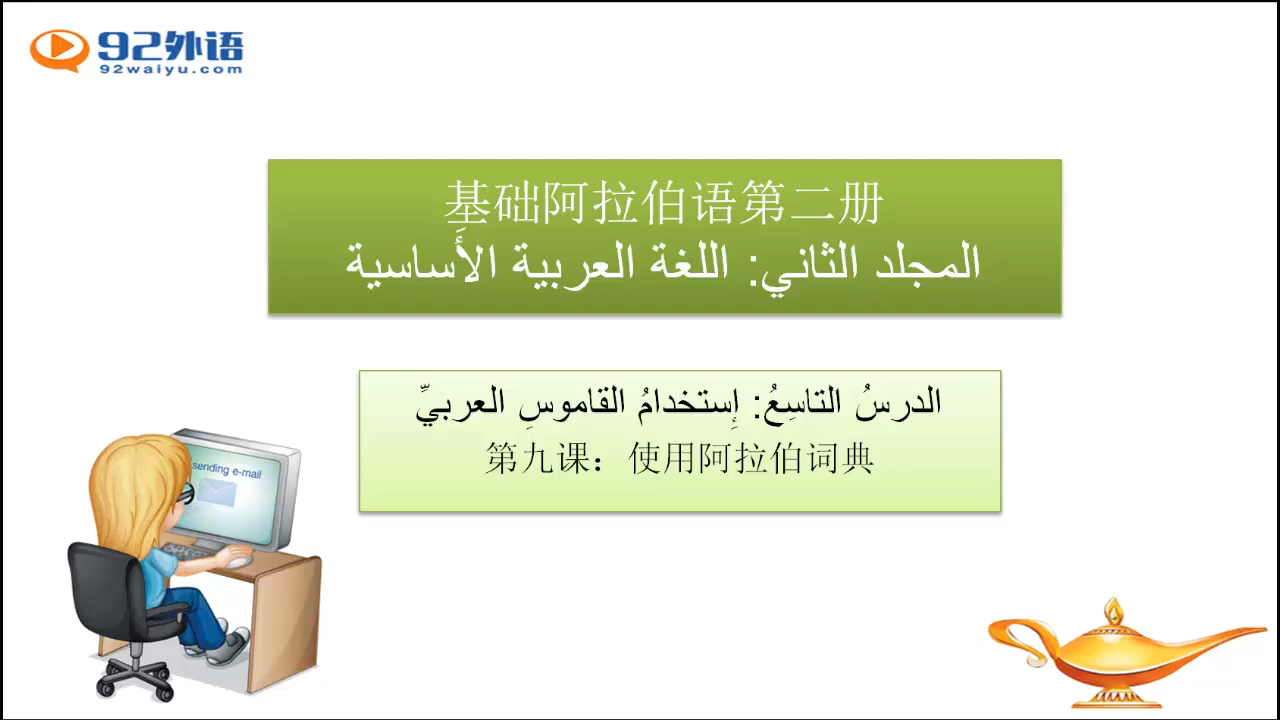 92外语
92waiyu.com
基础阿拉伯语第二册
المجلد الثاني: اللغة العربية الأَساسية
الدرسُ التاسِعُ: إِستخدامُ القاموسِ العربيِّ
第九课：使用阿拉伯词典
sending e-mail